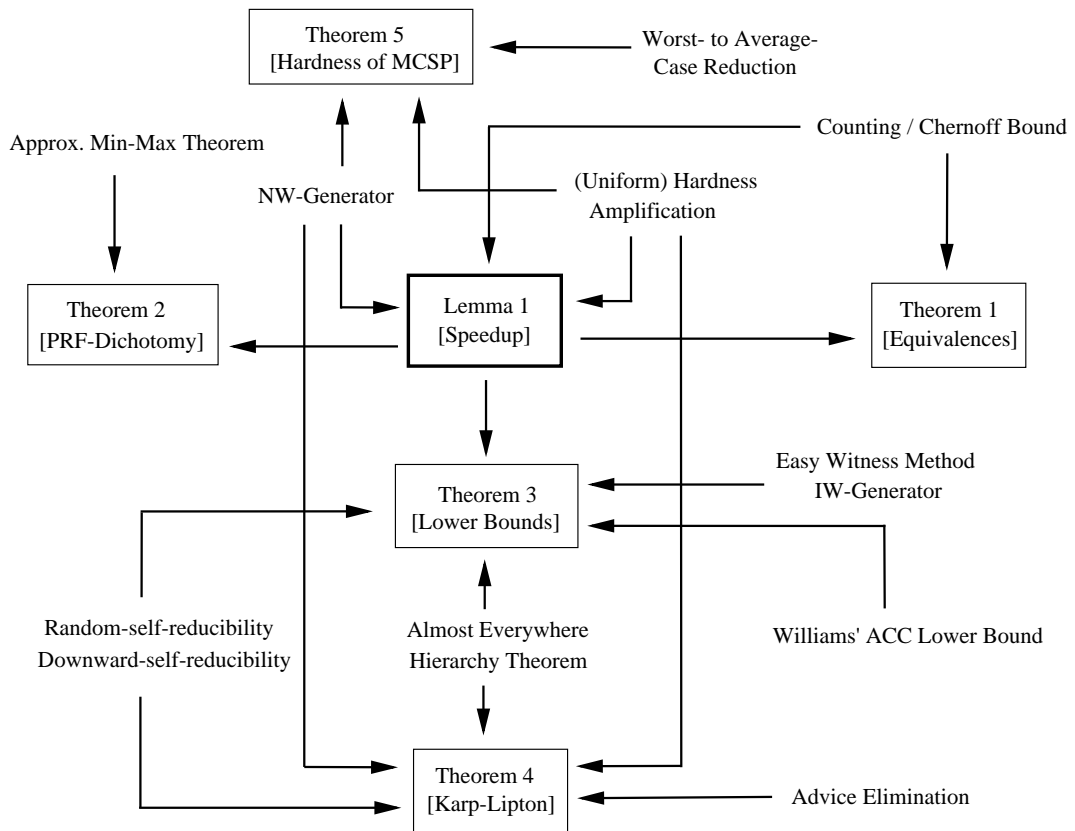 Theorem 5
[Hardness of MCSP]
Worst- to Average-
Case Reduction
Approx. Min-Max Theorem
Counting / Chernoff Bound
NW-Generator
(Uniform) Hardness
Amplification
Theorem 2
[PRF-Dichotomy]
Lemma 1
[Speedup]
Theorem 1
[Equivalences]
Theorem 3
[Lower Bounds]
Easy Witness Method
IW-Generator
Random-self-reducibility
Downward-self-reducibility
Almost Everywhere
Hierarchy Theorem
Williams' ACC Lower Bound
Theorem 4
[Karp-Lipton]
Advice Elimination